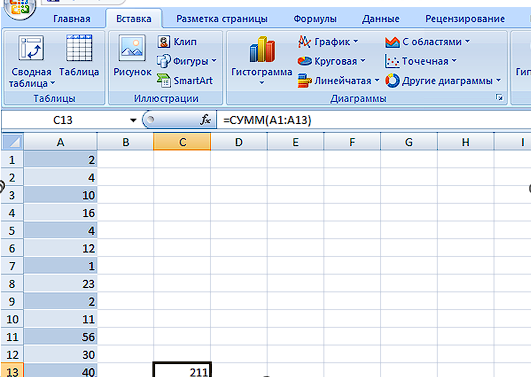 Главная Вставка Разметка страницы Формулы Данные Рецензирование
Клип График С областями
Фигуры Круговая Точечная
Сводная таблица Таблица Рисунок SmartArt Гистограмма Линейчатая Другие диаграммы
Таблицы Иллюстрации Диаграммы
C13 fx =СУММ(A1:A13)
A B C D E F G H I
1 2
2 4
3 10
4 16
5 4
6 12
7 1
8 23
9 2
10 11
11 56
12 30
13 40 211